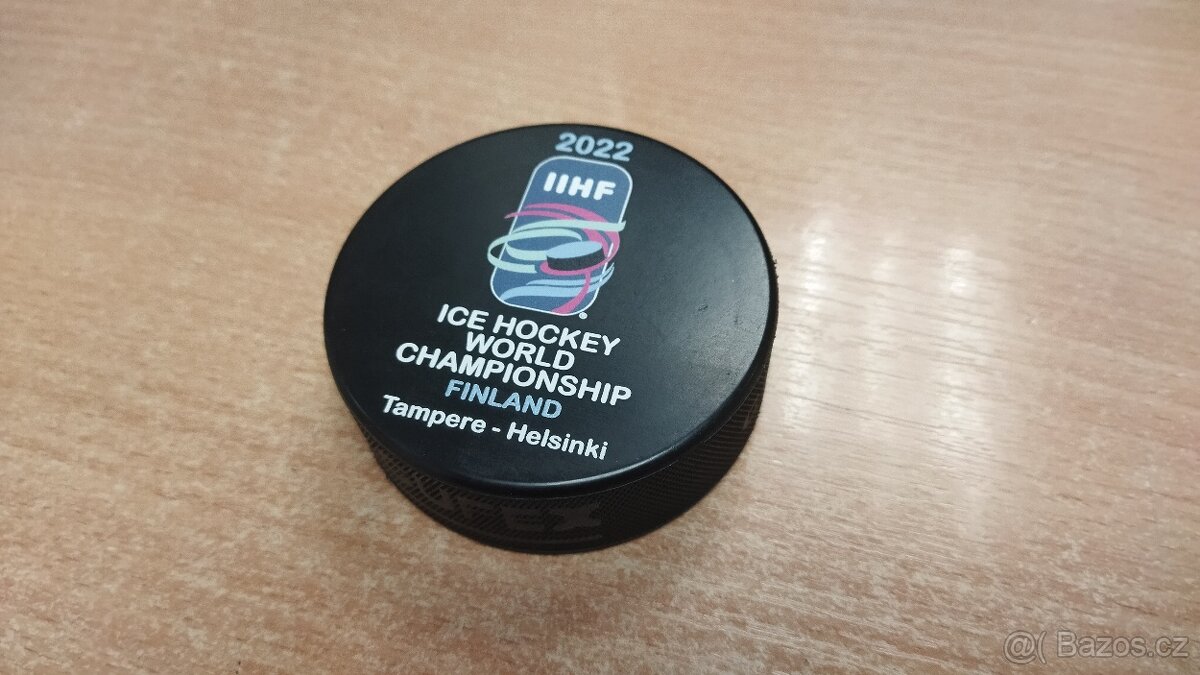 2022
IIHF
ICE HOCKEY
WORLD
CHAMPIONSHIP
FINLAND
Tampere - Helsinki
@( Bazos.cz